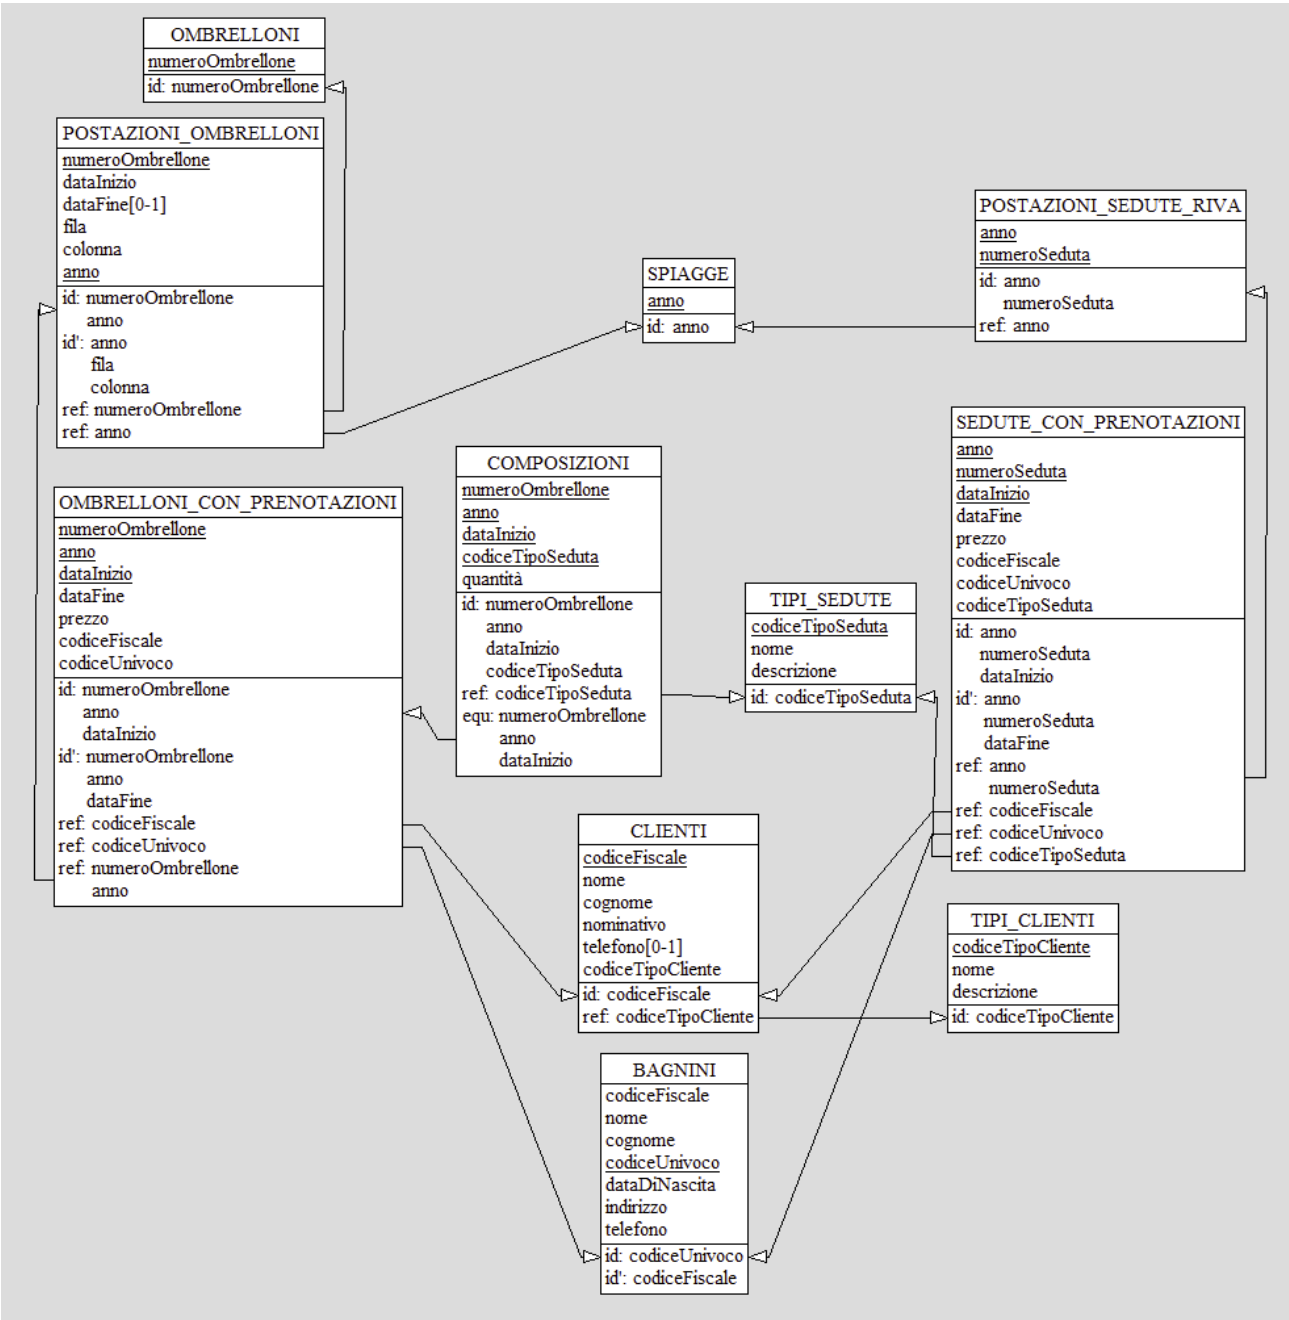 OMBRELLONI
numeroOmbrellone
id: numeroOmbrellone
POSTAZIONI_OMBRELLONI
numeroOmbrellone
dataInizio
dataFine[0-1]
fila
colonna
anno
id: numeroOmbrellone
anno
id': anno
fila
colonna
ref: numeroOmbrellone
ref: anno
SPIAGGE
anno
id: anno
POSTAZIONI_SEDUTE_RIVA
anno
numeroSeduta
id: anno
numeroSeduta
ref: anno
OMBRELLONI_CON_PRENOTAZIONI
numeroOmbrellone
anno
dataInizio
dataFine
prezzo
codiceFiscale
codiceUnivoco
id: numeroOmbrellone
anno
dataInizio
id': numeroOmbrellone
anno
dataFine
ref: codiceFiscale
ref: codiceUnivoco
ref: numeroOmbrellone
anno
COMPOSIZIONI
numeroOmbrellone
anno
dataInizio
codiceTipoSeduta
quantità
id: numeroOmbrellone
anno
dataInizio
codiceTipoSeduta
ref: codiceTipoSeduta
equ: numeroOmbrellone
anno
dataInizio
TIPI_SEDUTE
codiceTipoSeduta
nome
descrizione
id: codiceTipoSeduta
SEDUTE_CON_PRENOTAZIONI
anno
numeroSeduta
dataInizio
dataFine
prezzo
codiceFiscale
codiceUnivoco
codiceTipoSeduta
id: anno
numeroSeduta
dataInizio
id': anno
numeroSeduta
dataFine
ref: anno
numeroSeduta
ref: codiceFiscale
ref: codiceUnivoco
ref: codiceTipoSeduta
CLIENTI
codiceFiscale
nome
cognome
nominativo
telefono[0-1]
codiceTipoCliente
id: codiceFiscale
ref: codiceTipoCliente
TIPI_CLIENTI
codiceTipoCliente
nome
descrizione
id: codiceTipoCliente
BAGNINI
codiceFiscale
nome
cognome
codiceUnivoco
dataDiNascita
indirizzo
telefono
id: codiceUnivoco
id': codiceFiscale